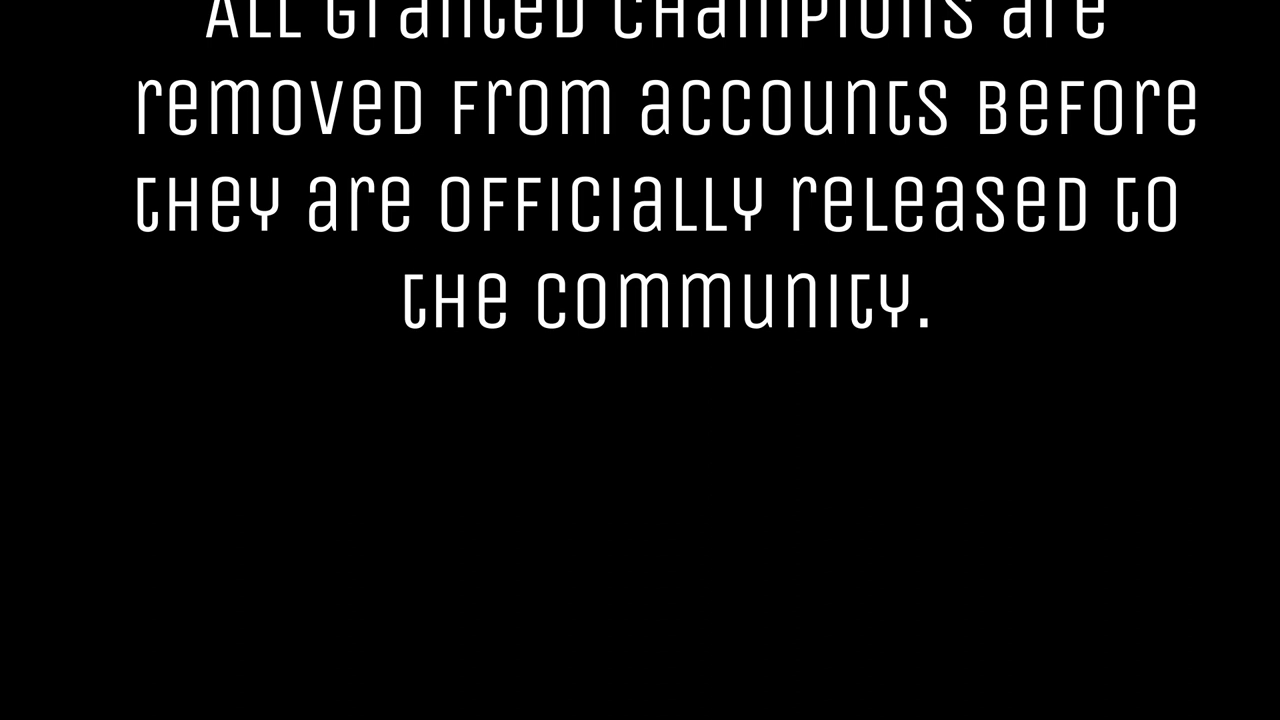 All granted champions are
removed from accounts before
they are officially released to
the community.